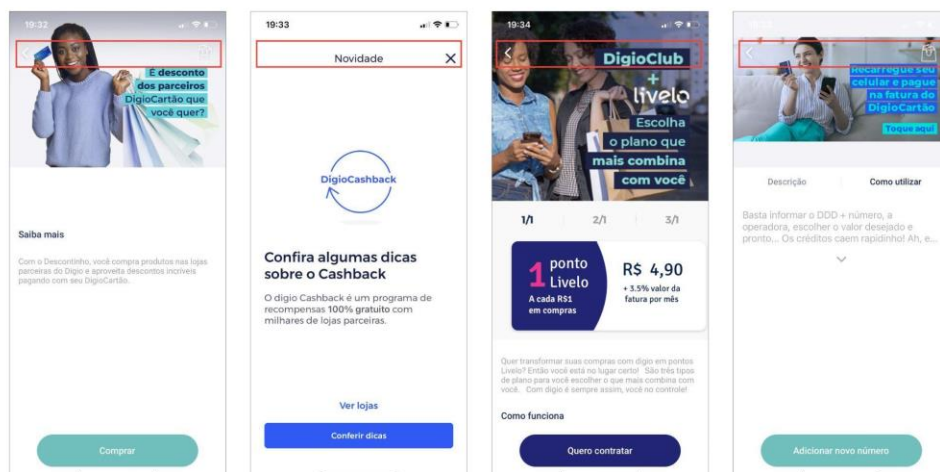 19:32
É desconto
dos parceiros
DigioCartão que
você quer?
Saiba mais
Com o Descontinho, você compra produtos nas lojas
parceiras do Digio e aproveita descontos incríveis
pagando com seu DigioCartão.
Comprar
19:33
Novidade
DigioCashback
Confira algumas dicas
sobre o Cashback
O digio Cashback é um programa de
recompensas 100% gratuito com
milhares de lojas parceiras.
Ver lojas
Conferir dicas
19:34
DigioClub
+
livelo
Escolha
o plano que
mais combina
com você
1/1
2/1
3/1
1 ponto
Livelo
A cada R$1
em compras
R$ 4,90
+ 3.5% valor da
fatura por mês
Quer transformar suas compras com digio em pontos
Livelo? Então você está no lugar certo! São três tipos
de plano para você escolher o que mais combina com
você. Com digio é sempre assim, você no controle!
Como funciona
Quero contratar
Recarregue seu
celular e pague
na fatura do
DigioCartão
Toque aqui
Descrição
Como utilizar
Basta informar o DDD + número, a
operadora, escolher o valor desejado e
pronto... Os créditos caem rapidinho! Ah, e...
Adicionar novo número